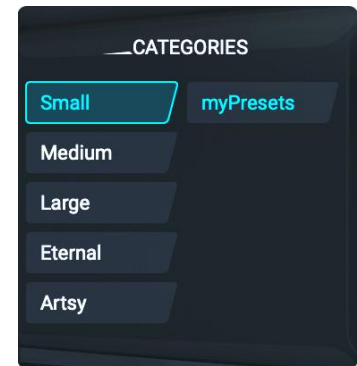 CATEGORIES
Small myPresets
Medium
Large
Eternal
Artsy